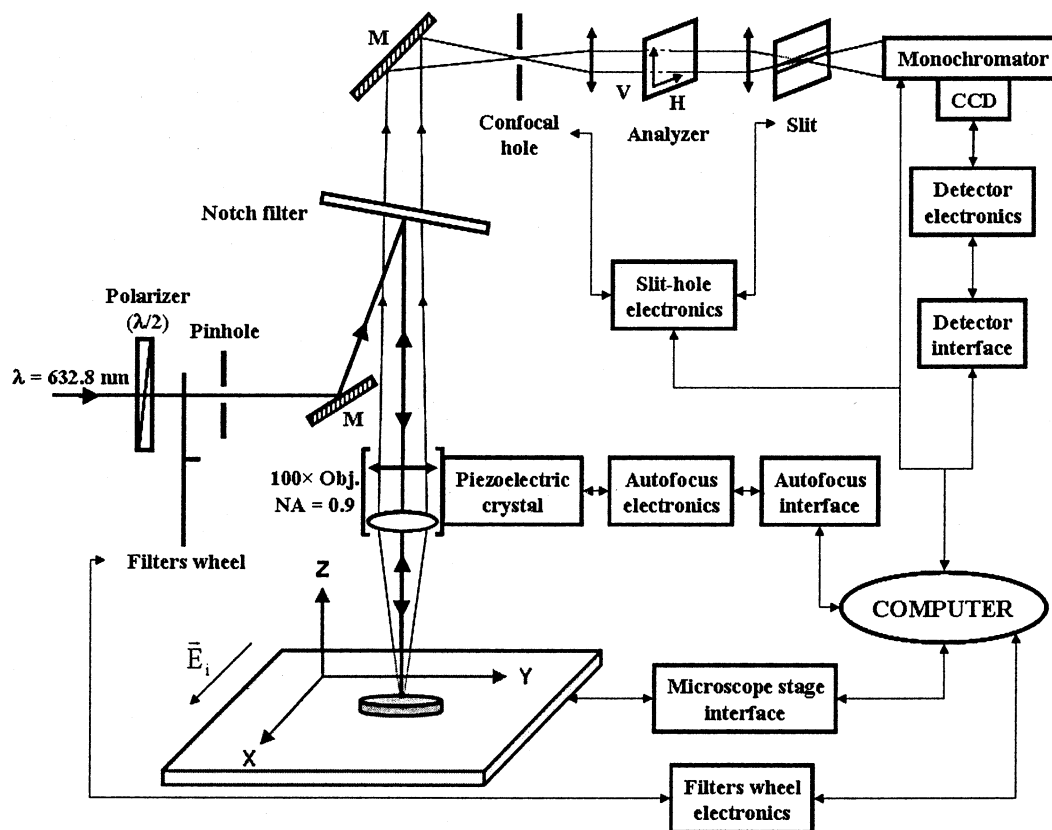 M
Monochromator
CCD
V
H
Confocal
hole
Analyzer
Slit
Detector
electronics
Notch filter
Slit-hole
electronics
Polarizer
(λ/2)
Pinhole
Detector
interface
λ = 632.8 nm
M
100× Obj.
NA = 0.9
Piezoelectric
crystal
Autofocus
electronics
Autofocus
interface
Filters wheel
Z
COMPUTER
E̅i
Y
Microscope stage
interface
X
Filters wheel
electronics